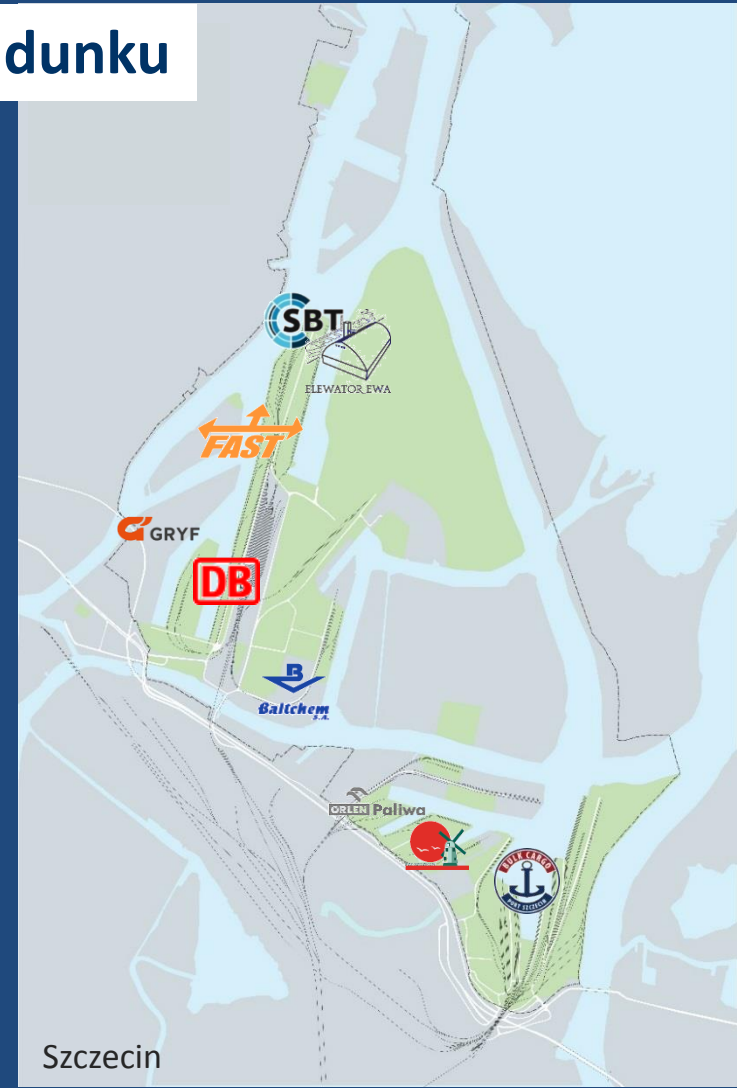 dunku
SBT
ELEWATOR EWA
FAST
GRYF
DB
B
Baltchem
S.A.
ORLEN Paliwa
BULK CARGO
PORT SZCZECIN
Szczecin